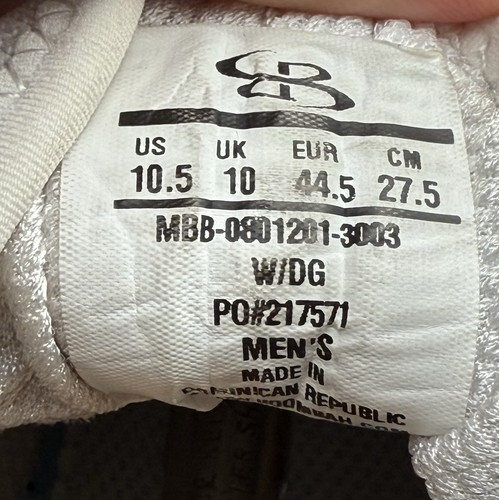 US UK EUR CM
10.5 10 44.5 27.5
MBB-0801201-3003
W/DG
PO#217571
MEN'S
MADE IN
DOMINICAN REPUBLIC